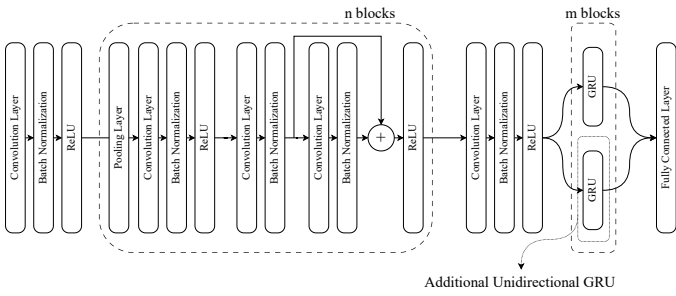 n blocks
m blocks
Convolution Layer
Batch Normalization
ReLU
Pooling Layer
Convolution Layer
Batch Normalization
ReLU
Convolution Layer
Batch Normalization
Convolution Layer
Batch Normalization
+
ReLU
Convolution Layer
Batch Normalization
ReLU
GRU
GRU
Fully Connected Layer
Additional Unidirectional GRU